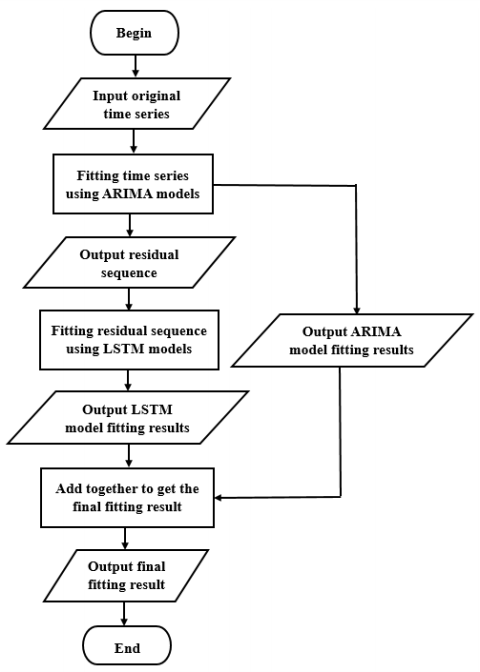 Begin
Input original
time series
Fitting time series
using ARIMA models
Output residual
sequence
Fitting residual sequence
using LSTM models
Output ARIMA
model fitting results
Output LSTM
model fitting results
Add together to get the
final fitting result
Output final
fitting result
End